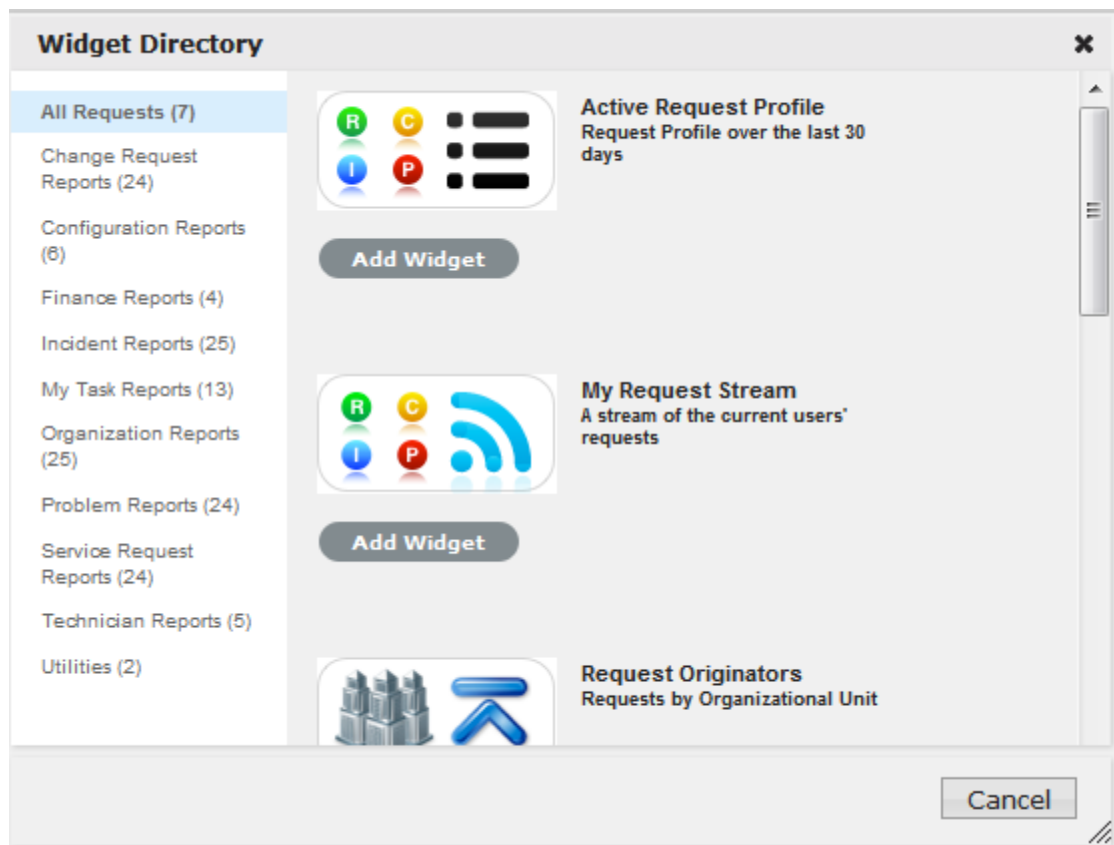 Widget Directory
All Requests (7)
Change Request
Reports (24)
Configuration Reports
(6)
Finance Reports (4)
Incident Reports (25)
My Task Reports (13)
Organization Reports
(25)
Problem Reports (24)
Service Request
Reports (24)
Technician Reports (5)
Utilities (2)
R C
I P
Active Request Profile
Request Profile over the last 30
days
Add Widget
R C
I P
My Request Stream
A stream of the current users'
requests
Add Widget
Request Originators
Requests by Organizational Unit
Cancel